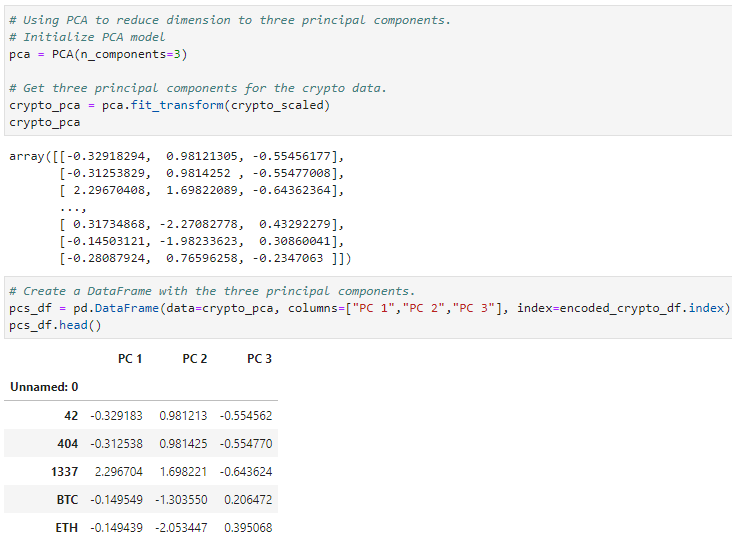 # Using PCA to reduce dimension to three principal components.
# Initialize PCA model
pca = PCA(n_components=3)
# Get three principal components for the crypto data.
crypto_pca = pca.fit_transform(crypto_scaled)
crypto_pca
array([[-0.32918294,  0.98121305, -0.55456177],
       [-0.31253829,  0.9814252 , -0.55477008],
       [ 2.29670408,  1.69822089, -0.64362364],
       ...,
       [ 0.31734868, -2.27082778,  0.43292279],
       [-0.14503121, -1.98233623,  0.30860041],
       [-0.28087924,  0.76596258, -0.2347063 ]])
# Create a DataFrame with the three principal components.
pcs_df = pd.DataFrame(data=crypto_pca, columns=["PC 1","PC 2","PC 3"], index=encoded_crypto_df.index)
pcs_df.head()
PC 1 PC 2 PC 3
Unnamed: 0
42 -0.329183 0.981213 -0.554562
404 -0.312538 0.981425 -0.554770
1337 2.296704 1.698221 -0.643624
BTC -0.149549 -1.303550 0.206472
ETH -0.149439 -2.053447 0.395068